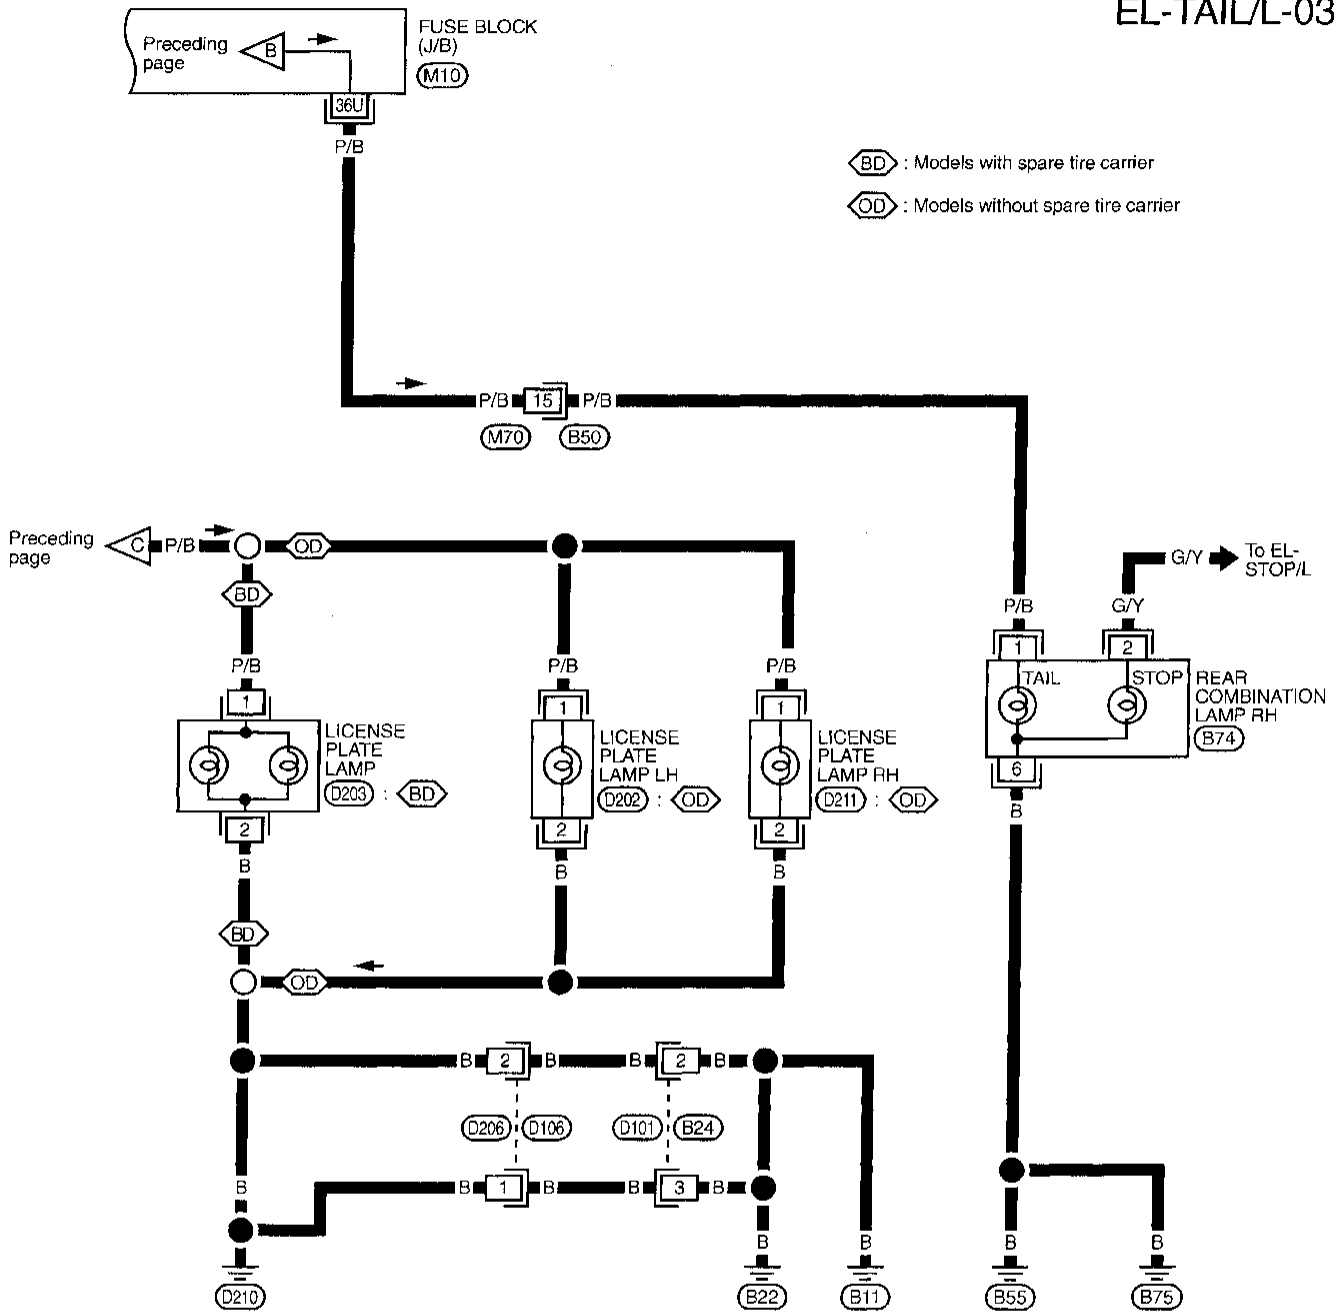 EL-TAIL/L-03
FUSE BLOCK
(J/B)
M10
Preceding
page
B
36U
P/B
BD : Models with spare tire carrier
OD : Models without spare tire carrier
P/B 15 P/B
M70 B50
Preceding
page
C P/B OD
BD
G/Y To EL-
STOP/L
P/B G/Y
1 2
TAIL STOP
REAR
COMBINATION
LAMP RH
B74
6
B
P/B P/B P/B
1 1 1
LICENSE
PLATE
LAMP
D203 : BD
LICENSE
PLATE
LAMP LH
D202 : OD
LICENSE
PLATE
LAMP RH
D211 : OD
2 2 2
B B B
BD
OD
B 2 B B 2 B
D206 D106 D101 B24
B B 1 B B 3 B
B B B B
D210 B22 B11 B55 B75